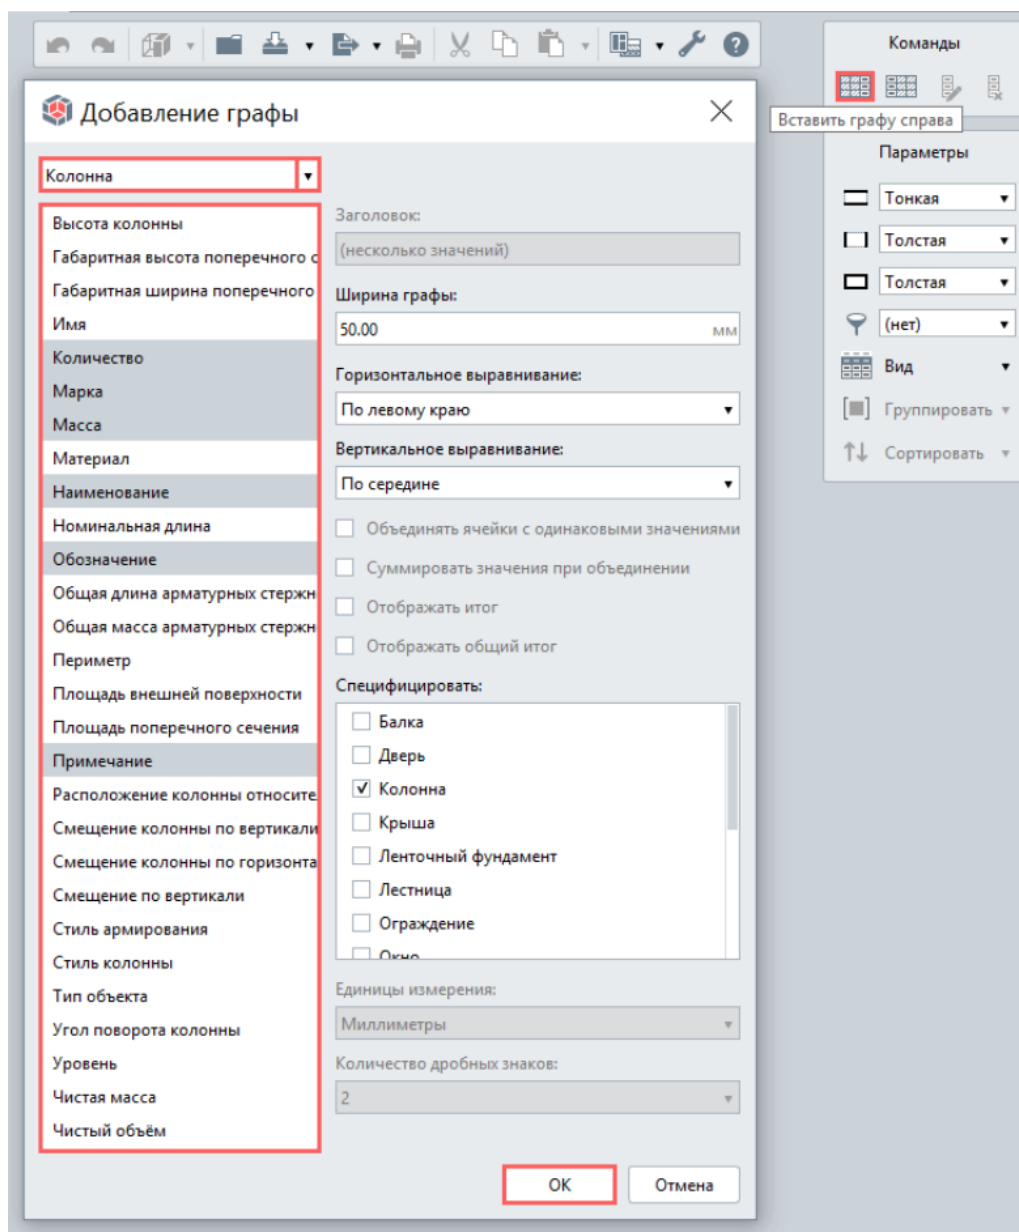 Команды
Вставить графу справа
Параметры
Тонкая
Толстая
Толстая
(нет)
Вид
Группировать
Сортировать
Добавление графы
Колонна
Высота колонны
Габаритная высота поперечного с
Габаритная ширина поперечного
Имя
Количество
Марка
Масса
Материал
Наименование
Номинальная длина
Обозначение
Общая длина арматурных стержн
Общая масса арматурных стержн
Периметр
Площадь внешней поверхности
Площадь поперечного сечения
Примечание
Расположение колонны относите
Смещение колонны по вертикали
Смещение колонны по горизонта
Смещение по вертикали
Стиль армирования
Стиль колонны
Тип объекта
Угол поворота колонны
Уровень
Чистая масса
Чистый объём
Заголовок:
(несколько значений)
Ширина графы:
50.00 мм
Горизонтальное выравнивание:
По левому краю
Вертикальное выравнивание:
По середине
Объединять ячейки с одинаковыми значениями
Суммировать значения при объединении
Отображать итог
Отображать общий итог
Специфицировать:
Балка
Дверь
Колонна
Крыша
Ленточный фундамент
Лестница
Ограждение
Окно
Единицы измерения:
Миллиметры
Количество дробных знаков:
2
ОК
Отмена